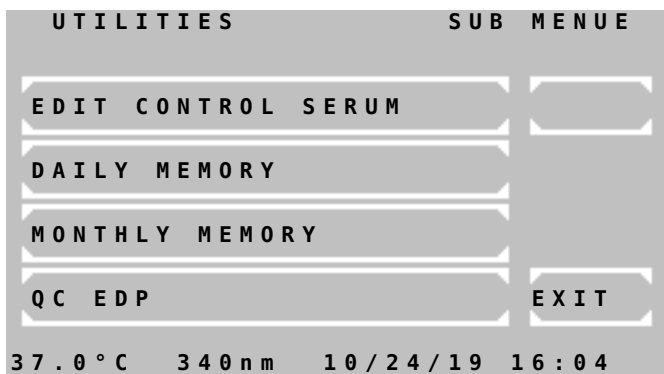 UTILITIES SUB MENUE
EDIT CONTROL SERUM
DAILY MEMORY
MONTHLY MEMORY
QC EDP EXIT
37.0°C 340nm 10/24/19 16:04